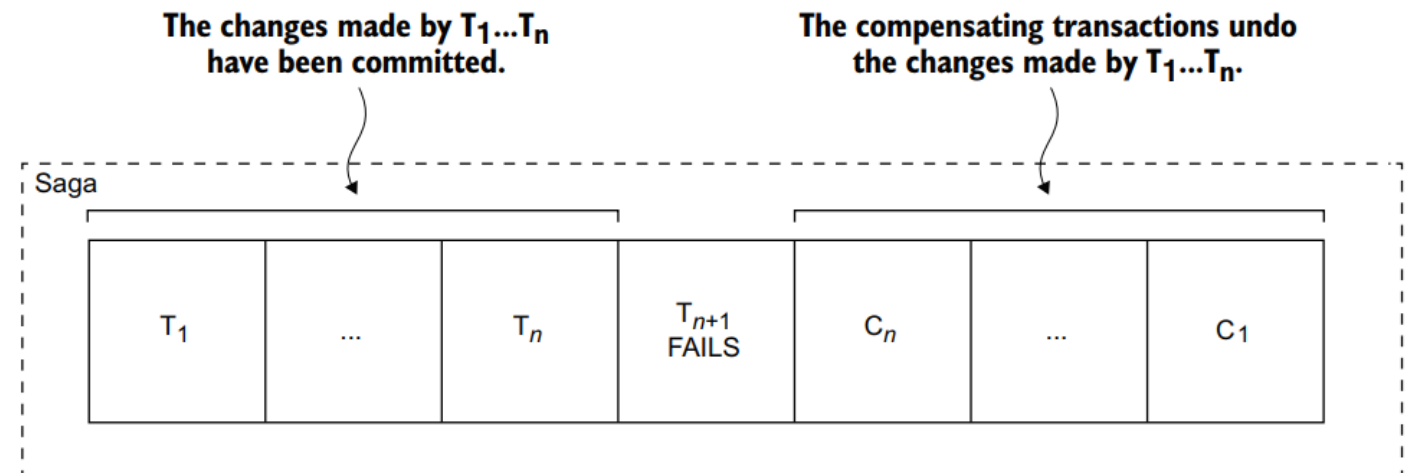 The changes made by T1...Tn
have been committed.
The compensating transactions undo
the changes made by T1...Tn.
Saga
T1
...
Tn
Tn+1
FAILS
Cn
...
C1